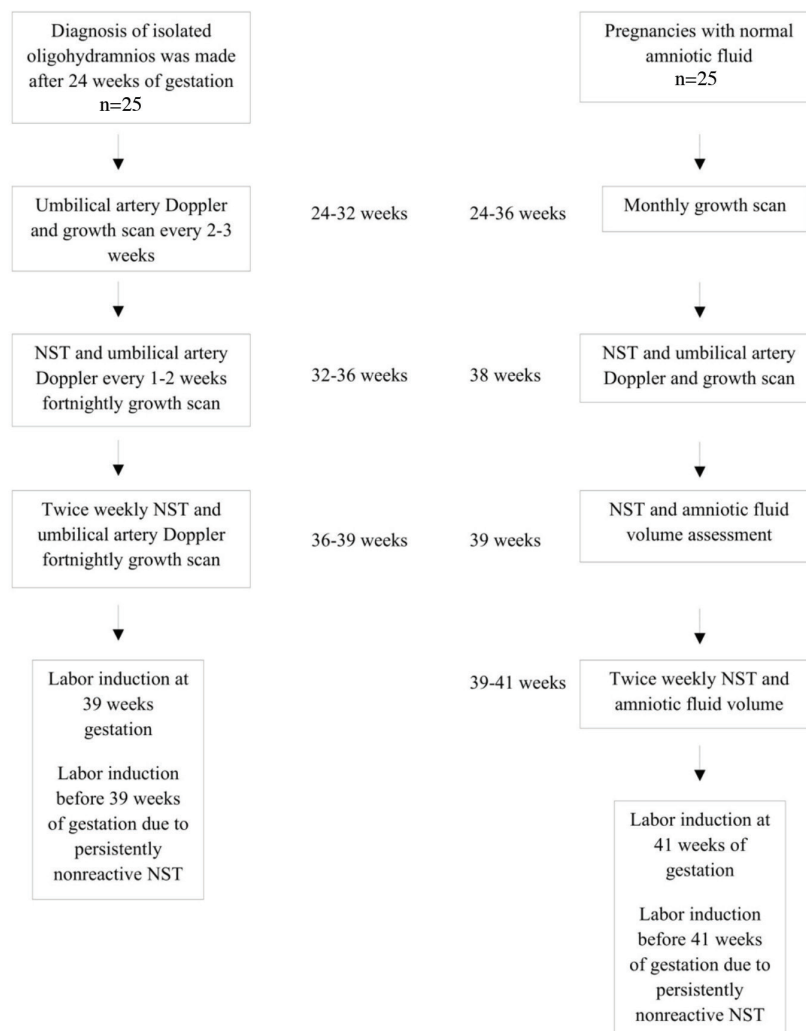 Diagnosis of isolated
oligohydramnios was made
after 24 weeks of gestation
n=25
Pregnancies with normal
amniotic fluid
n=25
Umbilical artery Doppler
and growth scan every 2-3
weeks
24-32 weeks
24-36 weeks
Monthly growth scan
NST and umbilical artery
Doppler every 1-2 weeks
fortnightly growth scan
32-36 weeks
38 weeks
NST and umbilical artery
Doppler and growth scan
Twice weekly NST and
umbilical artery Doppler
fortnightly growth scan
36-39 weeks
39 weeks
NST and amniotic fluid
volume assessment
Labor induction at
39 weeks
gestation
Labor induction
before 39 weeks
of gestation due to
persistently
nonreactive NST
39-41 weeks
Twice weekly NST and
amniotic fluid volume
Labor induction at
41 weeks of
gestation
Labor induction
before 41 weeks
of gestation due to
persistently
nonreactive NST